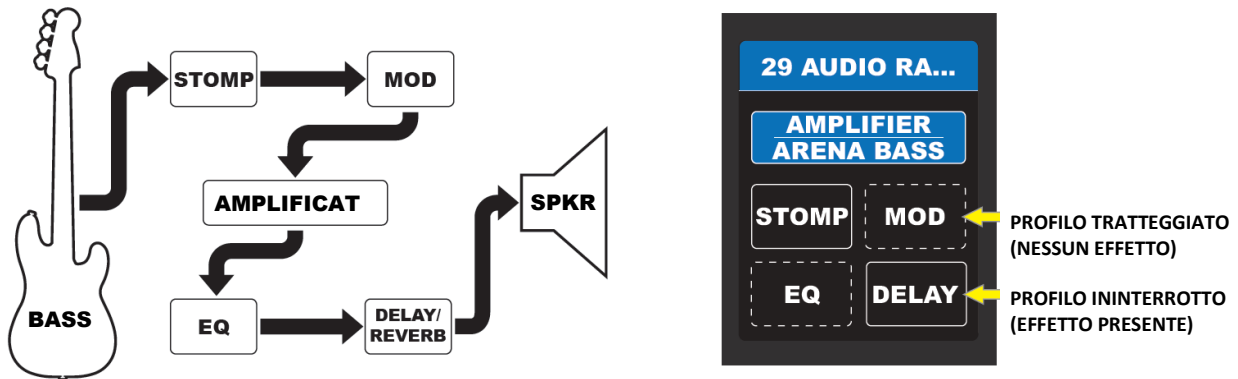 STOMP
MOD
AMPLIFICAT
SPKR
BASS
EQ
DELAY/
REVERB
29 AUDIO RA...
AMPLIFIER
ARENA BASS
STOMP
MOD
EQ
DELAY
PROFILO TRATTEGGIATO
(NESSUN EFFETTO)
PROFILO ININTERROTTO
(EFFETTO PRESENTE)